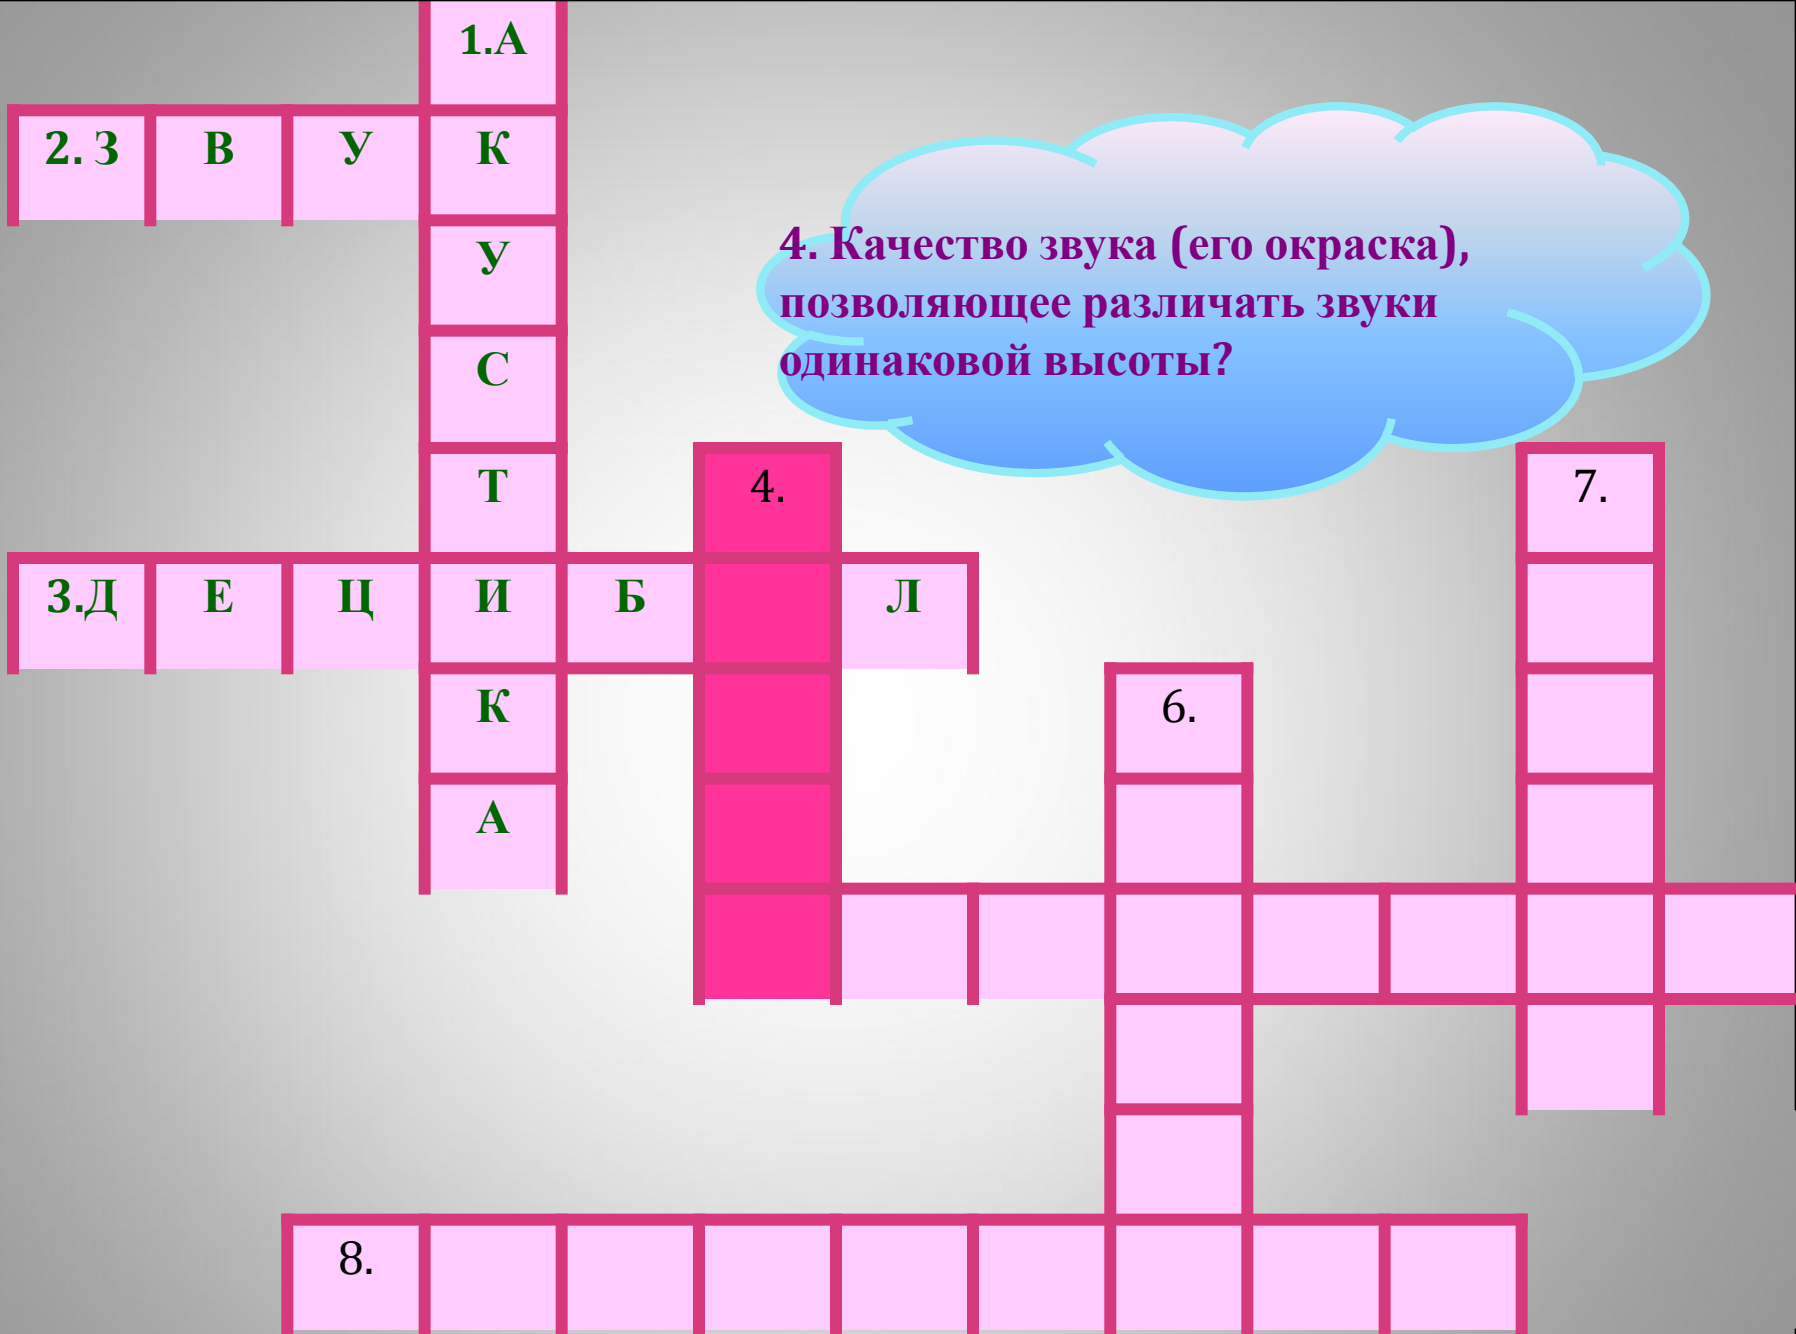 1.А
2. З В У К
У
4. Качество звука (его окраска),
позволяющее различать звуки
одинаковой высоты?
С
Т 4. 7.
3.Д Е Ц И Б Л
К 6.
А
8.